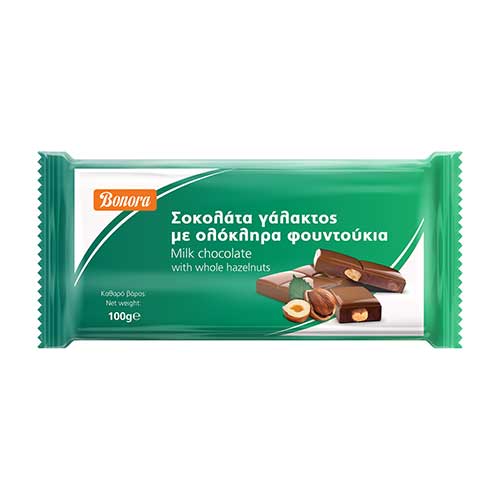 Bonora
Σοκολάτα γάλακτος
με ολόκληρα φουντούκια
Milk chocolate
with whole hazelnuts
Καθαρό βάρος:
Net weight:
100g℮